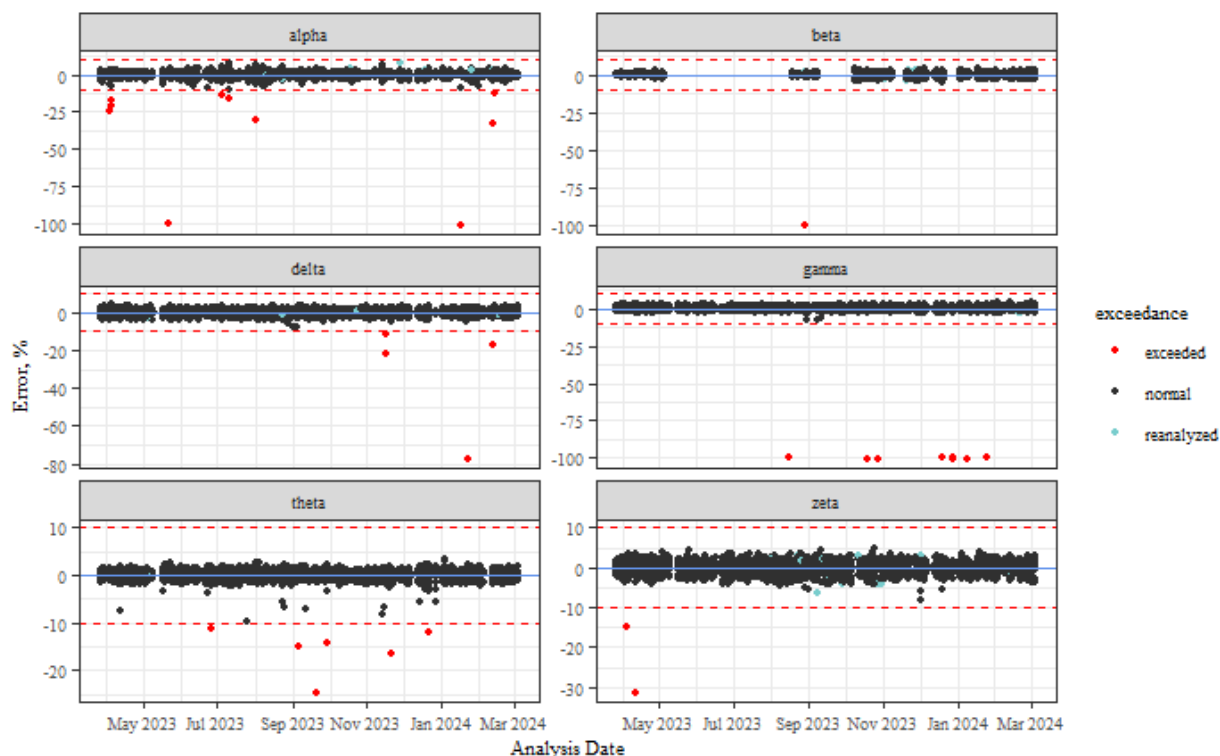 alpha
beta
0
-25
-50
-75
-100
0
-25
-50
-75
-100
delta
gamma
0
-20
-40
-60
-80
0
-25
-50
-75
-100
Error, %
theta
zeta
10
0
-10
-20
10
0
-10
-20
-30
May 2023 Jul 2023 Sep 2023 Nov 2023 Jan 2024 Mar 2024
May 2023 Jul 2023 Sep 2023 Nov 2023 Jan 2024 Mar 2024
Analysis Date
exceedance
exceeded
normal
reanalyzed